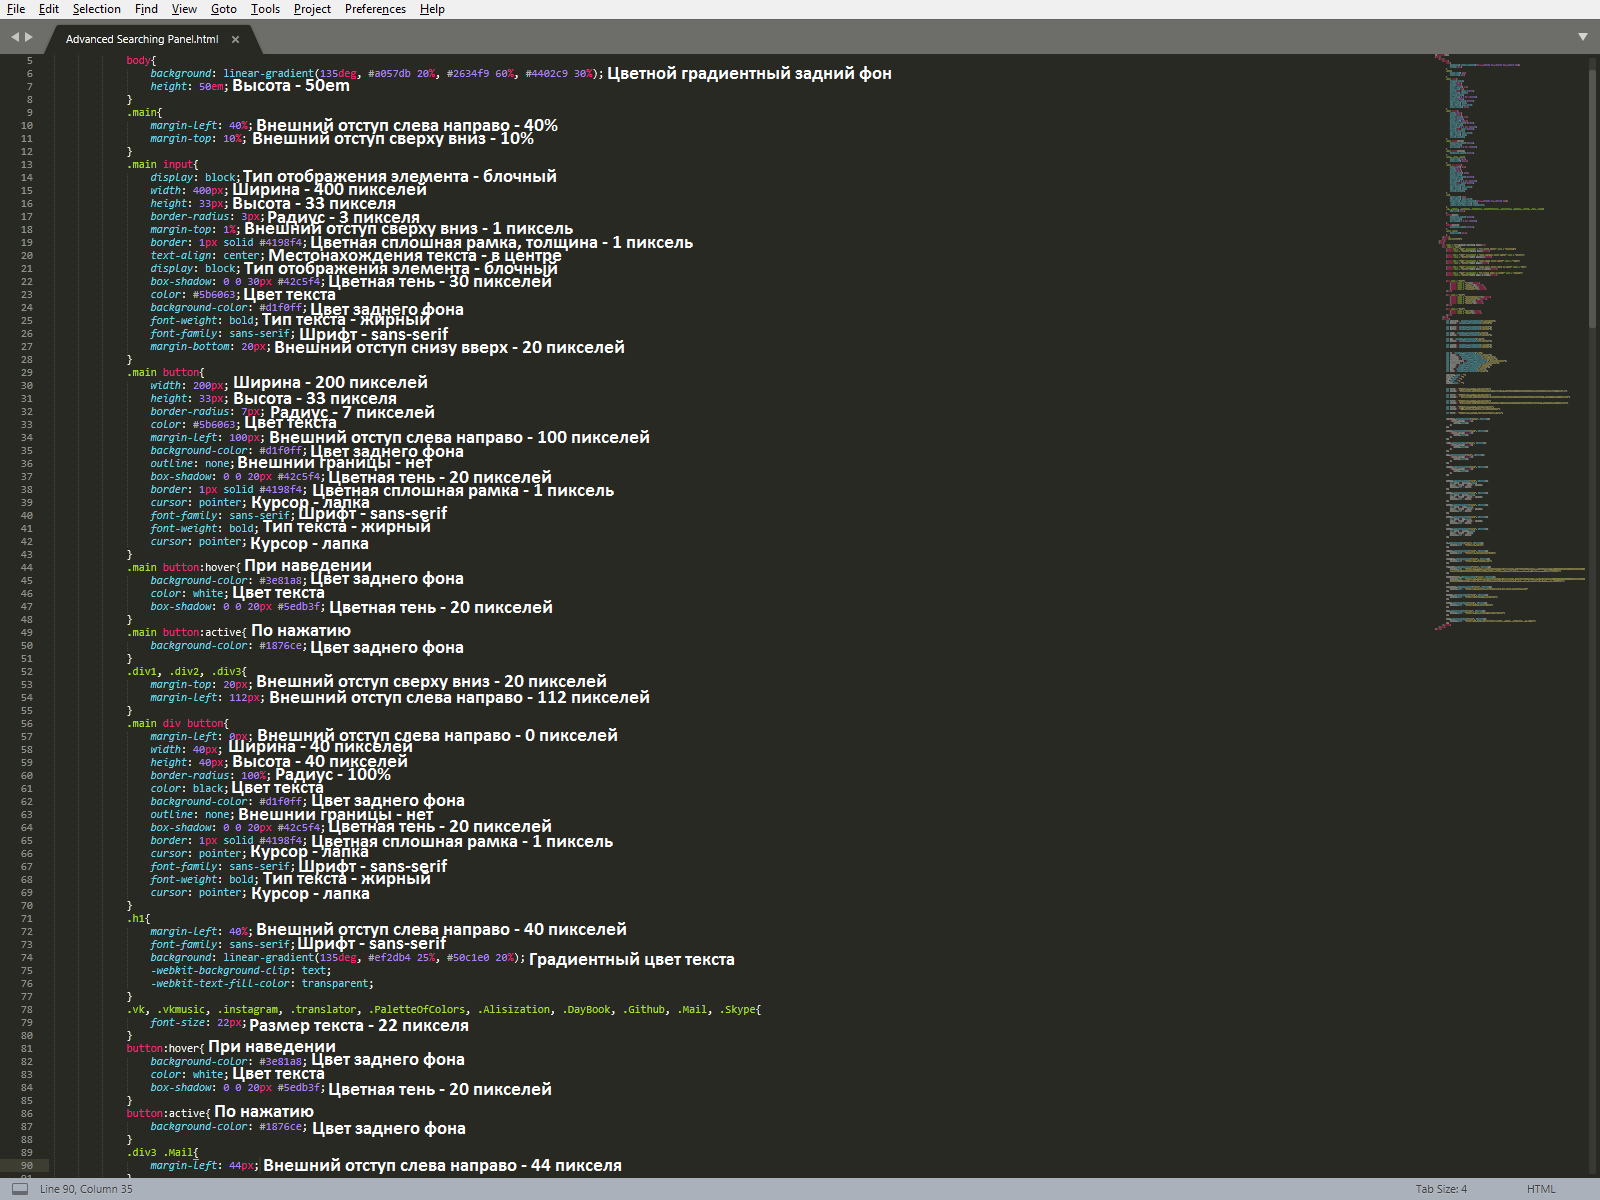 File Edit Selection Find View Goto Tools Project Preferences Help
Advanced Searching Panel.html ×
5 body{
6 background: linear-gradient(135deg, #a057db 20%, #2634f9 60%, #4402c9 30%); Цветной градиентный задний фон
7 height: 50em; Высота - 50em
8 }
9 .main{
10 margin-left: 40%; Внешний отступ слева направо - 40%
11 margin-top: 10%; Внешний отступ сверху вниз - 10%
12 }
13 .main input{
14 display: block; Тип отображения элемента - блочный
15 width: 400px; Ширина - 400 пикселей
16 height: 33px; Высота - 33 пикселя
17 border-radius: 3px; Радиус - 3 пикселя
18 margin-top: 1%; Внешний отступ сверху вниз - 1 пиксель
19 border: 1px solid #4198f4; Цветная сплошная рамка, толщина - 1 пиксель
20 text-align: center; Местонахождения текста - в центре
21 display: block; Тип отображения элемента - блочный
22 box-shadow: 0 0 30px #42c5f4; Цветная тень - 30 пикселей
23 color: #5b6063; Цвет текста
24 background-color: #d1f0ff; Цвет заднего фона
25 font-weight: bold; Тип текста - жирный
26 font-family: sans-serif; Шрифт - sans-serif
27 margin-bottom: 20px; Внешний отступ снизу вверх - 20 пикселей
28 }
29 .main button{
30 width: 200px; Ширина - 200 пикселей
31 height: 33px; Высота - 33 пикселя
32 border-radius: 7px; Радиус - 7 пикселей
33 color: #5b6063; Цвет текста
34 margin-left: 100px; Внешний отступ слева направо - 100 пикселей
35 background-color: #d1f0ff; Цвет заднего фона
36 outline: none; Внешнии границы - нет
37 box-shadow: 0 0 20px #42c5f4; Цветная тень - 20 пикселей
38 border: 1px solid #4198f4; Цветная сплошная рамка - 1 пиксель
39 cursor: pointer; Курсор - лапка
40 font-family: sans-serif; Шрифт - sans-serif
41 font-weight: bold; Тип текста - жирный
42 cursor: pointer; Курсор - лапка
43 }
44 .main button:hover{ При наведении
45 background-color: #3e81a8; Цвет заднего фона
46 color: white; Цвет текста
47 box-shadow: 0 0 20px #5edb3f; Цветная тень - 20 пикселей
48 }
49 .main button:active{ По нажатию
50 background-color: #1876ce; Цвет заднего фона
51 }
52 .div1, .div2, .div3{
53 margin-top: 20px; Внешний отступ сверху вниз - 20 пикселей
54 margin-left: 112px; Внешний отступ слева направо - 112 пикселей
55 }
56 .main div button{
57 margin-left: 0px; Внешний отступ слева направо - 0 пикселей
58 width: 40px; Ширина - 40 пикселей
59 height: 40px; Высота - 40 пикселей
60 border-radius: 100%; Радиус - 100%
61 color: black; Цвет текста
62 background-color: #d1f0ff; Цвет заднего фона
63 outline: none; Внешнии границы - нет
64 box-shadow: 0 0 20px #42c5f4; Цветная тень - 20 пикселей
65 border: 1px solid #4198f4; Цветная сплошная рамка - 1 пиксель
66 cursor: pointer; Курсор - лапка
67 font-family: sans-serif; Шрифт - sans-serif
68 font-weight: bold; Тип текста - жирный
69 cursor: pointer; Курсор - лапка
70 }
71 .h1{
72 margin-left: 40%; Внешний отступ слева направо - 40 пикселей
73 font-family: sans-serif; Шрифт - sans-serif
74 background: linear-gradient(135deg, #ef2db4 25%, #50c1e0 20%); Градиентный цвет текста
75 -webkit-background-clip: text;
76 -webkit-text-fill-color: transparent;
77 }
78 .vk, .vkmusic, .instagram, .translator, .PaletteOfColors, .Alisization, .DayBook, .Github, .Mail, .Skype{
79 font-size: 22px; Размер текста - 22 пикселя
80 }
81 button:hover{ При наведении
82 background-color: #3e81a8; Цвет заднего фона
83 color: white; Цвет текста
84 box-shadow: 0 0 20px #5edb3f; Цветная тень - 20 пикселей
85 }
86 button:active{ По нажатию
87 background-color: #1876ce; Цвет заднего фона
88 }
89 .div3 .Mail{
90 margin-left: 44px; Внешний отступ слева направо - 44 пикселя
Line 90, Column 35 Tab Size: 4 HTML